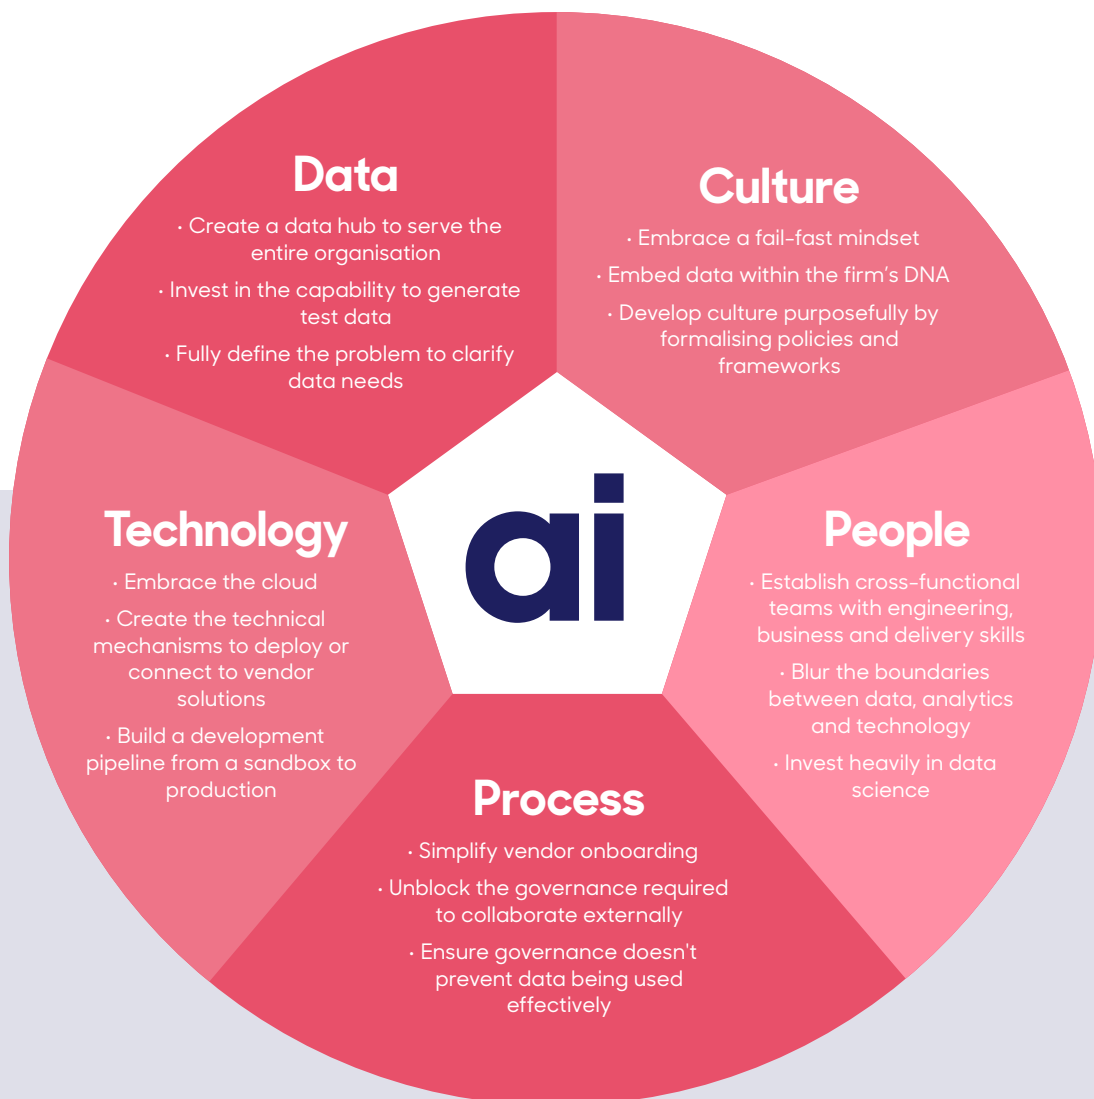 Data
· Create a data hub to serve the
entire organisation
· Invest in the capability to generate
test data
· Fully define the problem to clarify
data needs
Culture
· Embrace a fail-fast mindset
· Embed data within the firm's DNA
· Develop culture purposefully by
formalising policies and
frameworks
People
· Establish cross-functional
teams with engineering,
business and delivery skills
· Blur the boundaries
between data, analytics
and technology
· Invest heavily in data
science
Process
· Simplify vendor onboarding
· Unblock the governance required
to collaborate externally
· Ensure governance doesn't
prevent data being used
effectively
Technology
· Embrace the cloud
· Create the technical
mechanisms to deploy or
connect to vendor
solutions
· Build a development
pipeline from a sandbox to
production
ai